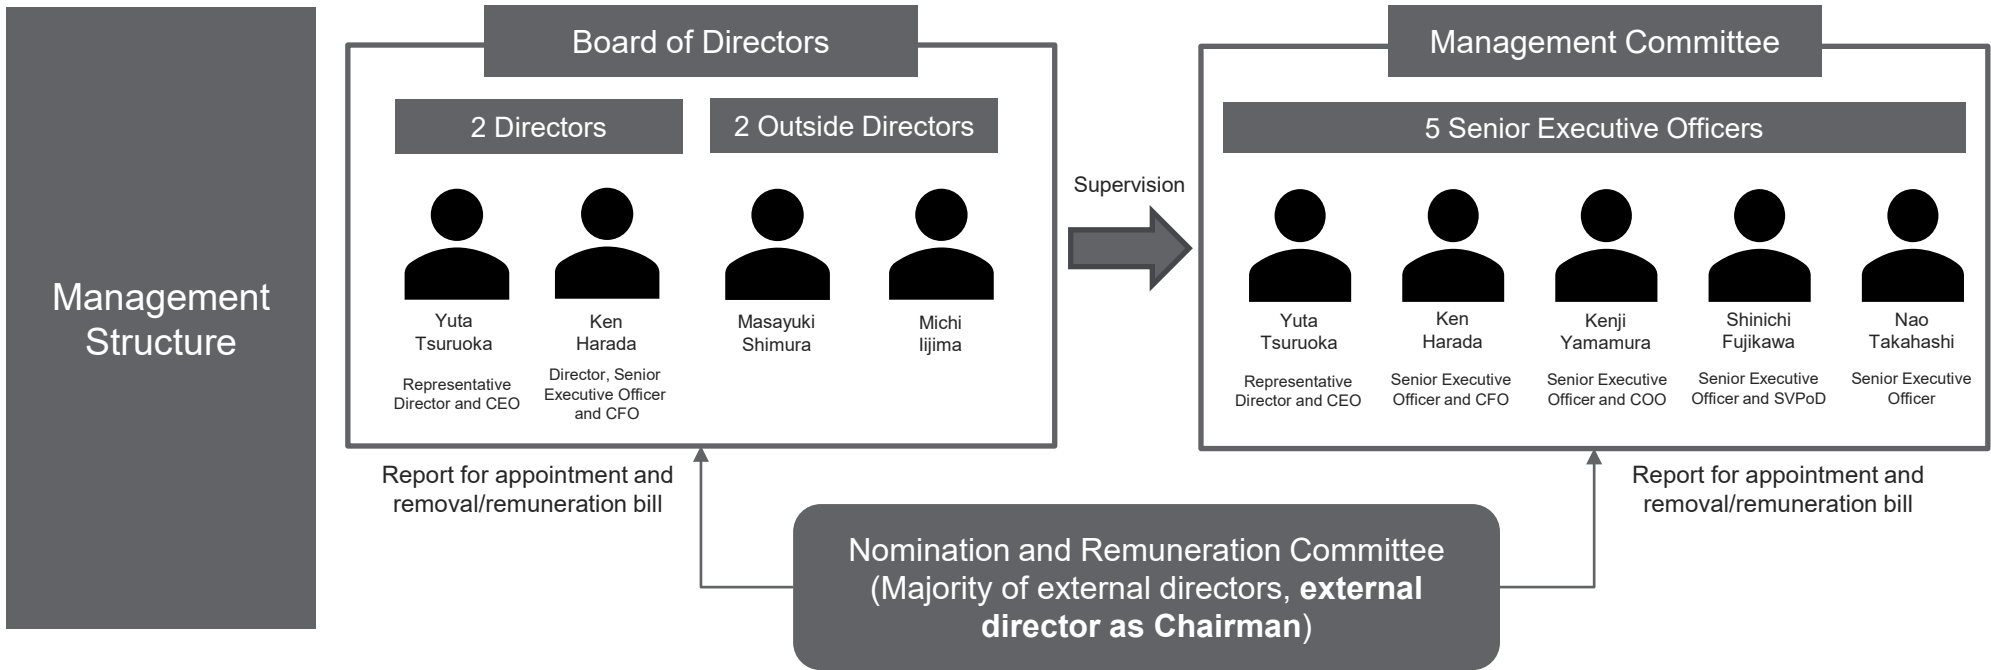 Management
Structure
Board of Directors
2 Directors
2 Outside Directors
Yuta
Tsuruoka
Representative
Director and CEO
Ken
Harada
Director, Senior
Executive Officer
and CFO
Masayuki
Shimura
Michi
Iijima
Supervision
Management Committee
5 Senior Executive Officers
Yuta
Tsuruoka
Representative
Director and CEO
Ken
Harada
Senior Executive
Officer and CFO
Kenji
Yamamura
Senior Executive
Officer and COO
Shinichi
Fujikawa
Senior Executive
Officer and SVPoD
Nao
Takahashi
Senior Executive
Officer
Report for appointment and
removal/remuneration bill
Report for appointment and
removal/remuneration bill
Nomination and Remuneration Committee
(Majority of external directors, external
director as Chairman)